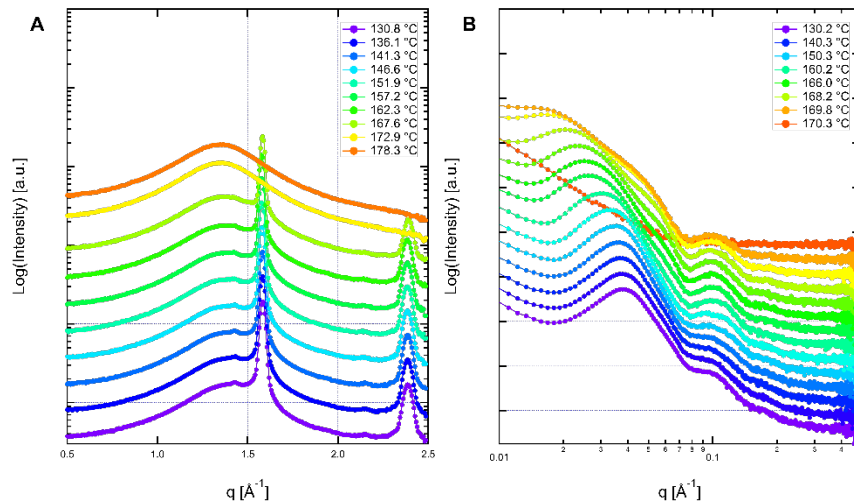 A
130.8 °C
136.1 °C
141.3 °C
146.6 °C
151.9 °C
157.2 °C
162.3 °C
167.6 °C
172.9 °C
178.3 °C
Log(Intensity) [a.u.]
0.5 1.0 1.5 2.0 2.5
q [Å-1]
B
130.2 °C
140.3 °C
150.3 °C
160.2 °C
166.0 °C
168.2 °C
169.8 °C
170.3 °C
Log(Intensity) [a.u.]
0.01 2 3 4 5 6 7 8 9 0.1 2 3 4
q [Å-1]